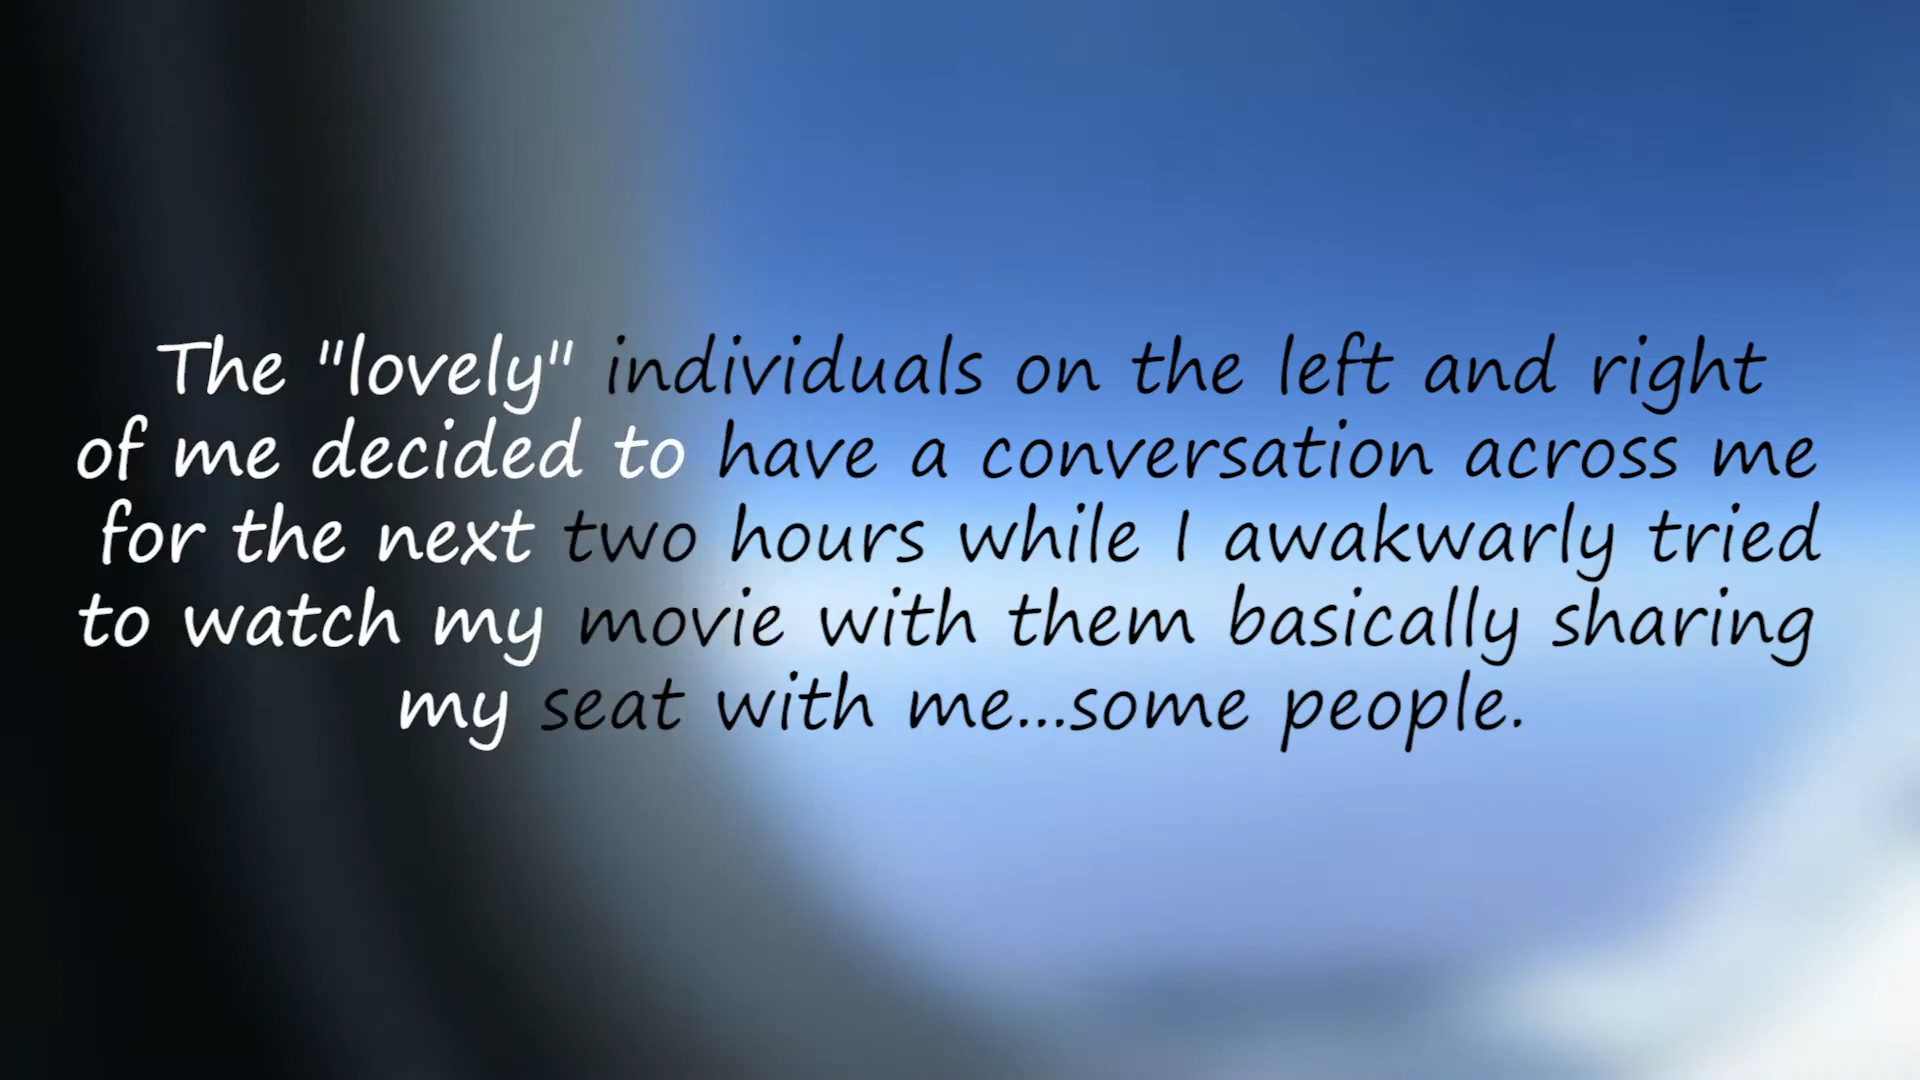 The "lovely" individuals on the left and right
of me decided to have a conversation across me
for the next two hours while I awakwarly tried
to watch my movie with them basically sharing
my seat with me...some people.